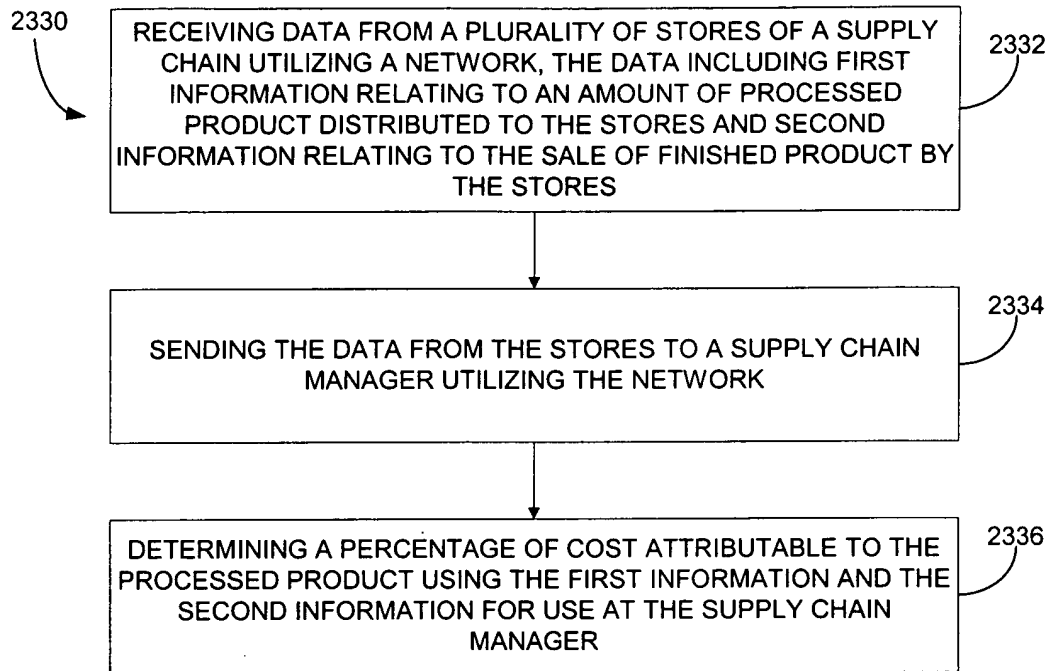 2330
RECEIVING DATA FROM A PLURALITY OF STORES OF A SUPPLY
CHAIN UTILIZING A NETWORK, THE DATA INCLUDING FIRST
INFORMATION RELATING TO AN AMOUNT OF PROCESSED
PRODUCT DISTRIBUTED TO THE STORES AND SECOND
INFORMATION RELATING TO THE SALE OF FINISHED PRODUCT BY
THE STORES
2332
SENDING THE DATA FROM THE STORES TO A SUPPLY CHAIN
MANAGER UTILIZING THE NETWORK
2334
DETERMINING A PERCENTAGE OF COST ATTRIBUTABLE TO THE
PROCESSED PRODUCT USING THE FIRST INFORMATION AND THE
SECOND INFORMATION FOR USE AT THE SUPPLY CHAIN
MANAGER
2336